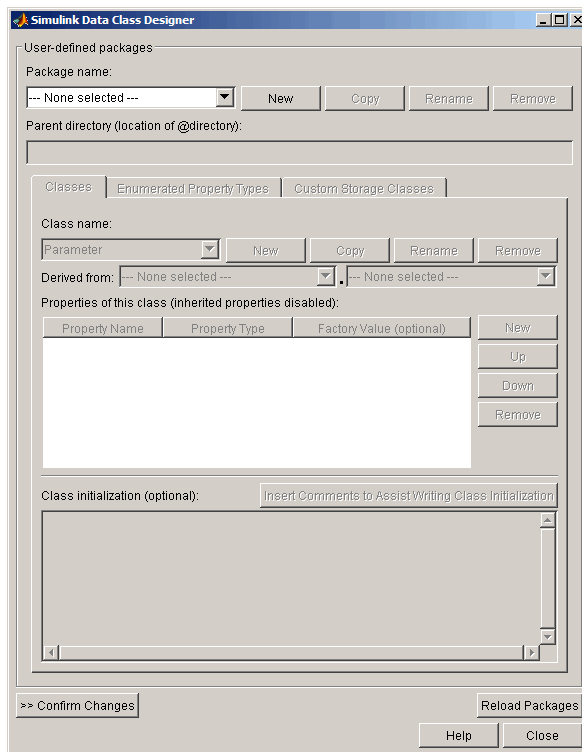 Simulink Data Class Designer
User-defined packages
Package name:
--- None selected --- New Copy Rename Remove
Parent directory (location of @directory):
Classes Enumerated Property Types Custom Storage Classes
Class name:
Parameter New Copy Rename Remove
Derived from: --- None selected --- . --- None selected ---
Properties of this class (inherited properties disabled):
Property Name Property Type Factory Value (optional) New
Up
Down
Remove
Class initialization (optional): Insert Comments to Assist Writing Class Initialization
>> Confirm Changes Reload Packages
Help Close